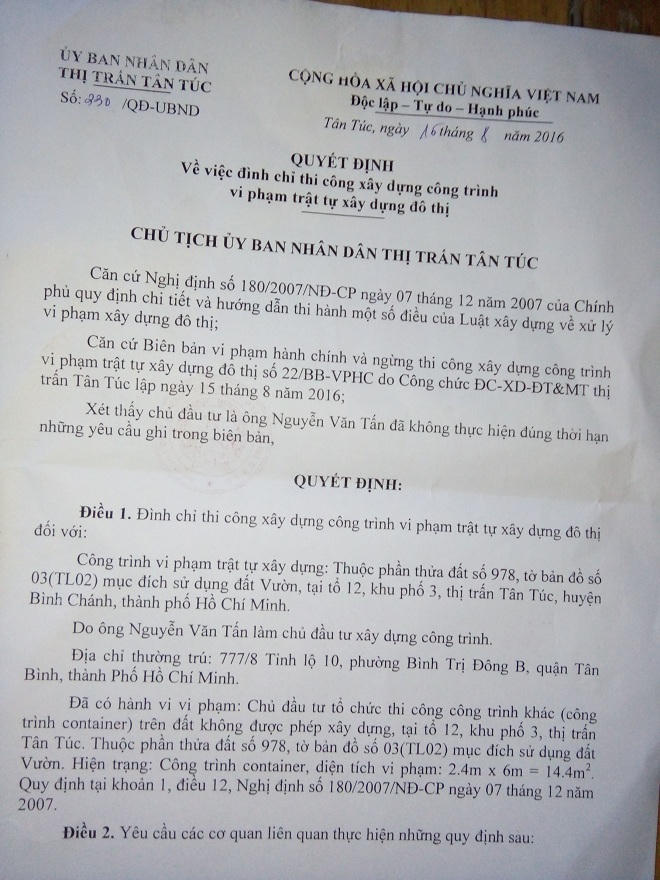 ỦY BAN NHÂN DÂN
THỊ TRẤN TÂN TÚC
Số: 230 /QĐ-UBND
CỘNG HÒA XÃ HỘI CHỦ NGHĨA VIỆT NAM
Độc lập – Tự do – Hạnh phúc
Tân Túc, ngày 16 tháng 8 năm 2016
QUYẾT ĐỊNH
Về việc đình chỉ thi công xây dựng công trình
vi phạm trật tự xây dựng đô thị
CHỦ TỊCH ỦY BAN NHÂN DÂN THỊ TRẤN TÂN TÚC
Căn cứ Nghị định số 180/2007/NĐ-CP ngày 07 tháng 12 năm 2007 của Chính
phủ quy định chi tiết và hướng dẫn thi hành một số điều của Luật xây dựng về xử lý
vi phạm xây dựng đô thị;
Căn cứ Biên bản vi phạm hành chính và ngừng thi công xây dựng công trình
vi phạm trật tự xây dựng đô thị số 22/BB-VPHC do Công chức ĐC-XD-ĐT&MT thị
trấn Tân Túc lập ngày 15 tháng 8 năm 2016;
Xét thấy chủ đầu tư là ông Nguyễn Văn Tấn đã không thực hiện đúng thời hạn
những yêu cầu ghi trong biên bản,
QUYẾT ĐỊNH:
Điều 1. Đình chỉ thi công xây dựng công trình vi phạm trật tự xây dựng đô thị
đối với:
Công trình vi phạm trật tự xây dựng: Thuộc phần thửa đất số 978, tờ bản đồ số
03(TL02) mục đích sử dụng đất Vườn, tại tổ 12, khu phố 3, thị trấn Tân Túc, huyện
Bình Chánh, thành phố Hồ Chí Minh.
Do ông Nguyễn Văn Tấn làm chủ đầu tư xây dựng công trình.
Địa chỉ thường trú: 777/8 Tỉnh lộ 10, phường Bình Trị Đông B, quận Tân
Bình, thành Phố Hồ Chí Minh.
Đã có hành vi vi phạm: Chủ đầu tư tổ chức thi công công trình khác (công
trình container) trên đất không được phép xây dựng, tại tổ 12, khu phố 3, thị trấn
Tân Túc. Thuộc phần thửa đất số 978, tờ bản đồ số 03(TL02) mục đích sử dụng đất
Vườn. Hiện trạng: Công trình container, diện tích vi phạm: 2.4m x 6m = 14.4m².
Quy định tại khoản 1, điều 12, Nghị định số 180/2007/NĐ-CP ngày 07 tháng 12 năm
2007.
Điều 2. Yêu cầu các cơ quan liên quan thực hiện những quy định sau: